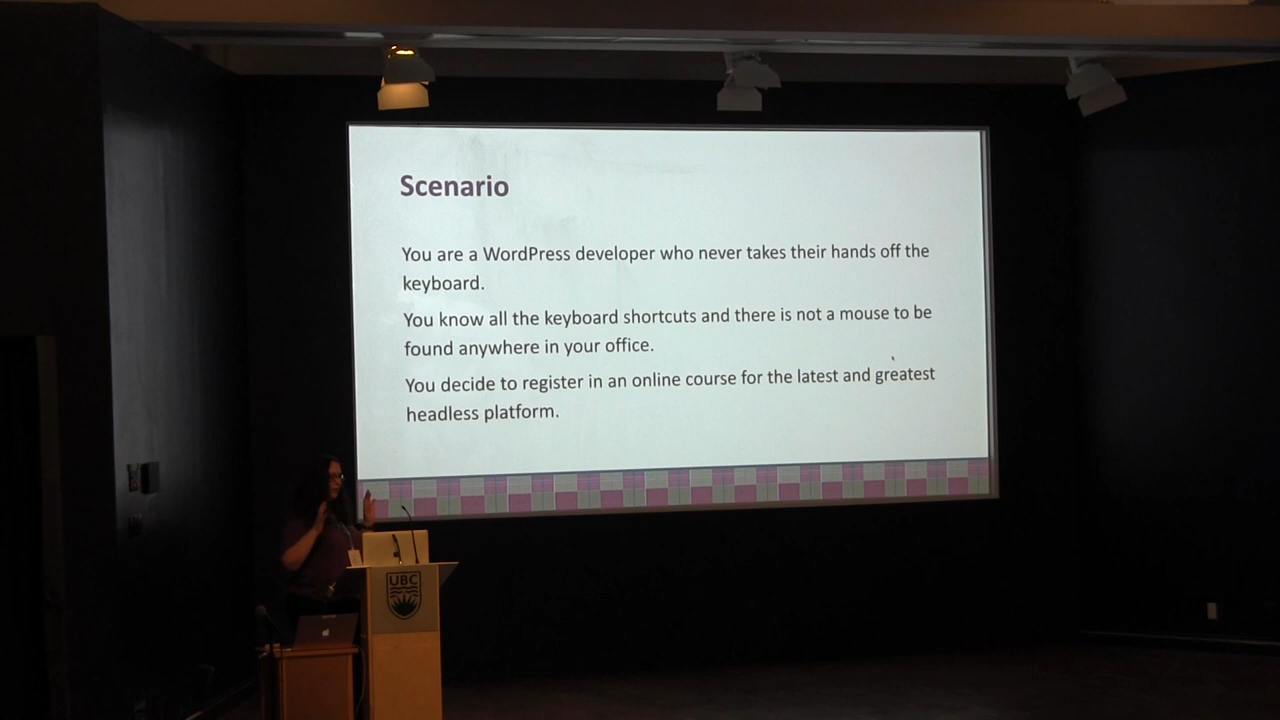 Scenario
You are a WordPress developer who never takes their hands off the
keyboard.
You know all the keyboard shortcuts and there is not a mouse to be
found anywhere in your office.
You decide to register in an online course for the latest and greatest
headless platform.
UBC